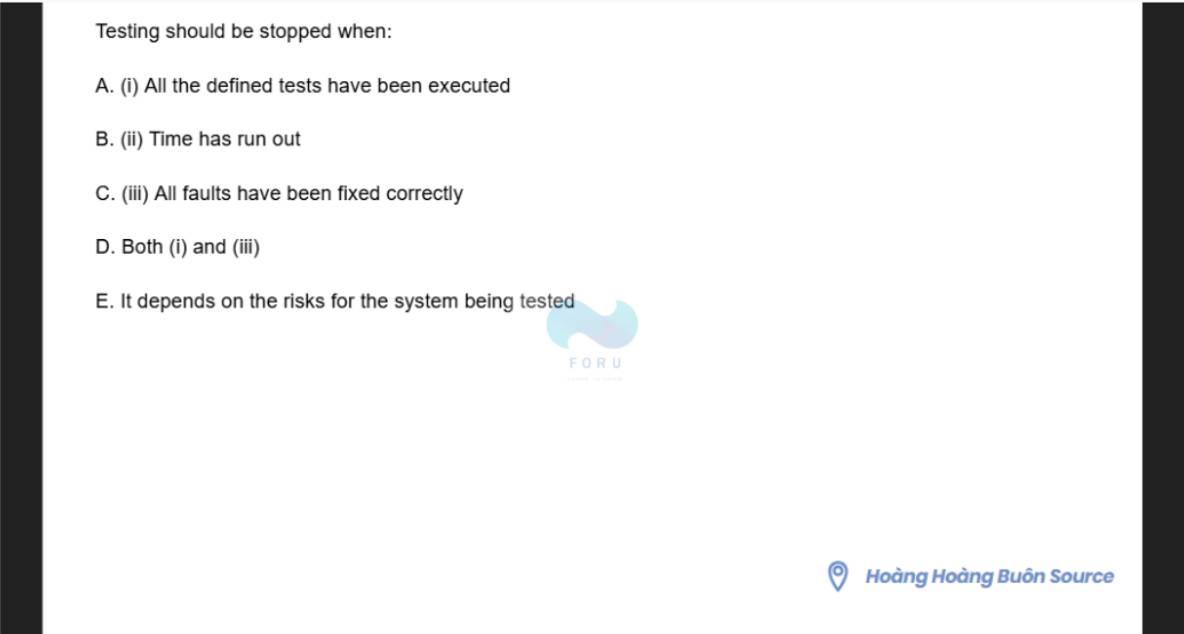 Testing should be stopped when:
A. (i) All the defined tests have been executed
B. (ii) Time has run out
C. (iii) All faults have been fixed correctly
D. Both (i) and (iii)
E. It depends on the risks for the system being tested
FORU
Hoàng Hoàng Buôn Source